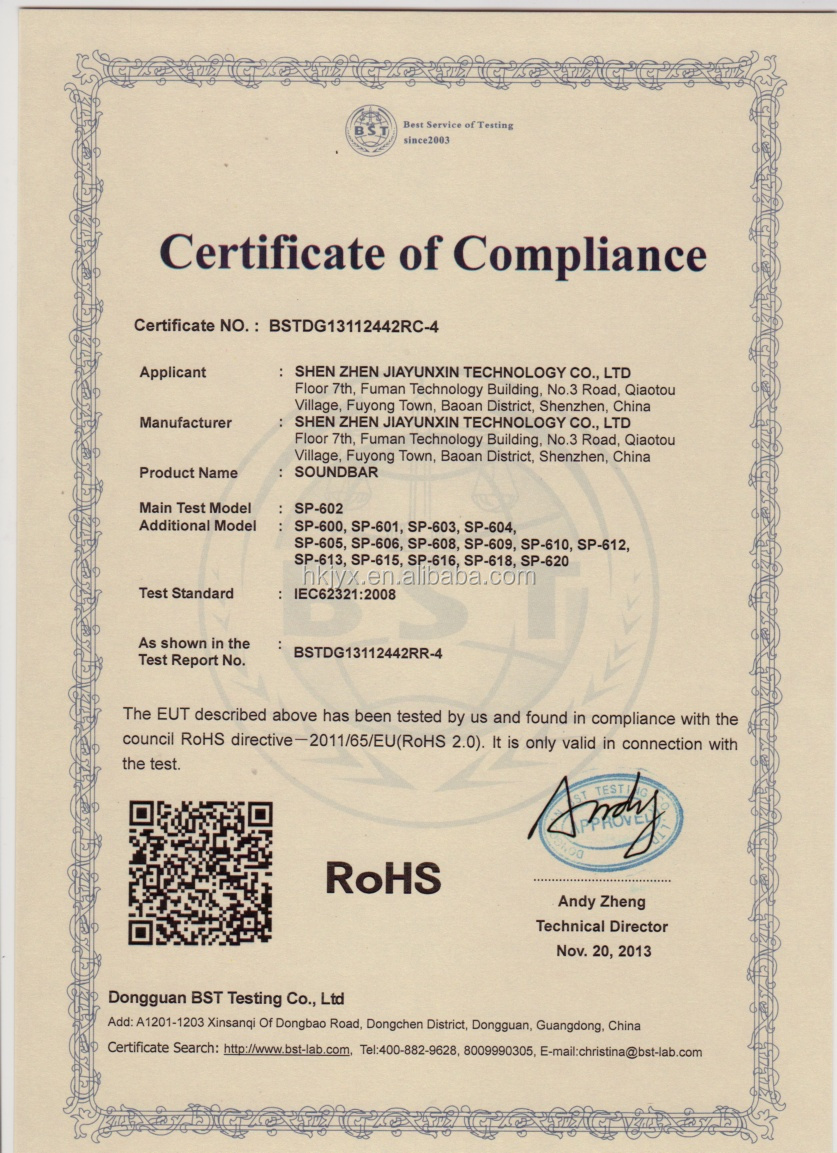 BST
Best Service of Testing
since2003
Certificate of Compliance
Certificate NO. : BSTDG13112442RC-4
Applicant : SHEN ZHEN JIAYUNXIN TECHNOLOGY CO., LTD
Floor 7th, Fuman Technology Building, No.3 Road, Qiaotou
Village, Fuyong Town, Baoan District, Shenzhen, China
Manufacturer : SHEN ZHEN JIAYUNXIN TECHNOLOGY CO., LTD
Floor 7th, Fuman Technology Building, No.3 Road, Qiaotou
Village, Fuyong Town, Baoan District, Shenzhen, China
Product Name : SOUNDBAR
Main Test Model : SP-602
Additional Model : SP-600, SP-601, SP-603, SP-604,
SP-605, SP-606, SP-608, SP-609, SP-610, SP-612,
SP-613, SP-615, SP-616, SP-618, SP-620
hkjyx.en.alibaba.com
Test Standard : IEC62321:2008
BST
As shown in the :
Test Report No. BSTDG13112442RR-4
The EUT described above has been tested by us and found in compliance with the
council RoHS directive—2011/65/EU(RoHS 2.0). It is only valid in connection with
the test.
Andy
APPROVED
RoHS
Andy Zheng
Technical Director
Nov. 20, 2013
Dongguan BST Testing Co., Ltd
Add: A1201-1203 Xinsanqi Of Dongbao Road, Dongchen District, Dongguan, Guangdong, China
Certificate Search: http://www.bst-lab.com, Tel:400-882-9628, 8009990305, E-mail:christina@bst-lab.com